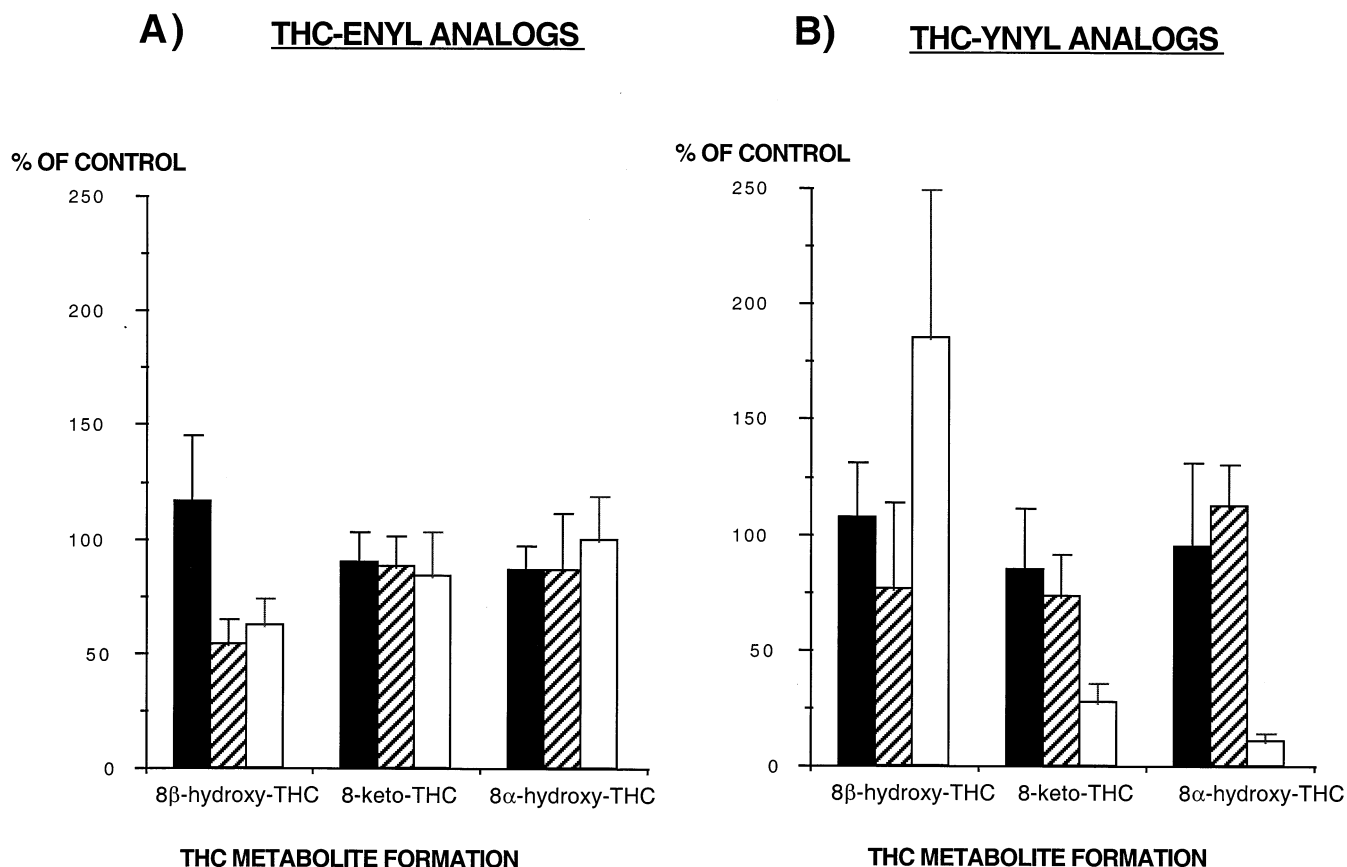 A)
THC-ENYL ANALOGS
% OF CONTROL
250
200
150
100
50
0
8β-hydroxy-THC 8-keto-THC 8α-hydroxy-THC
THC METABOLITE FORMATION
B)
THC-YNYL ANALOGS
% OF CONTROL
250
200
150
100
50
0
8β-hydroxy-THC 8-keto-THC 8α-hydroxy-THC
THC METABOLITE FORMATION